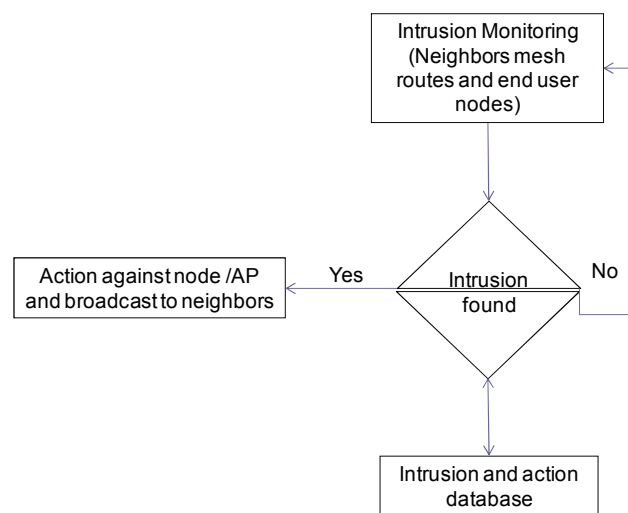 Intrusion Monitoring
(Neighbors mesh
routes and end user
nodes)
Yes
No
Action against node /AP
and broadcast to neighbors
Intrusion
found
Intrusion and action
database